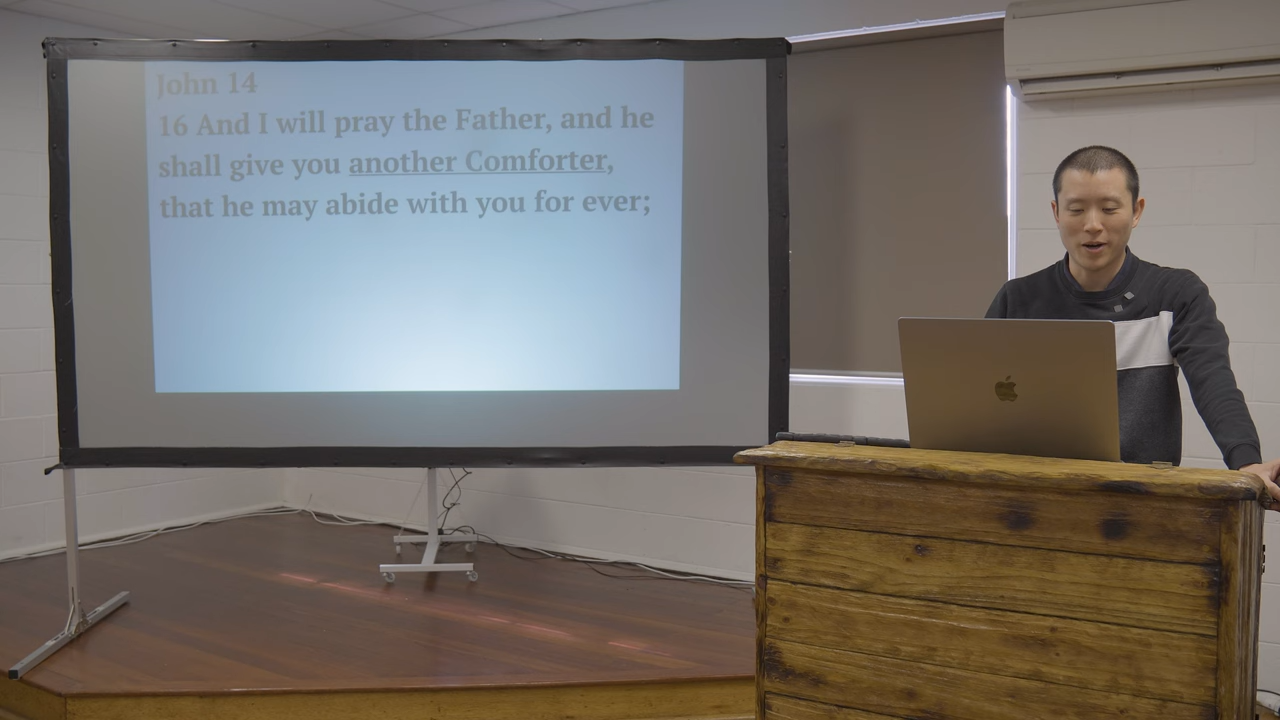 John 14
16 And I will pray the Father, and he
shall give you another Comforter,
that he may abide with you for ever;